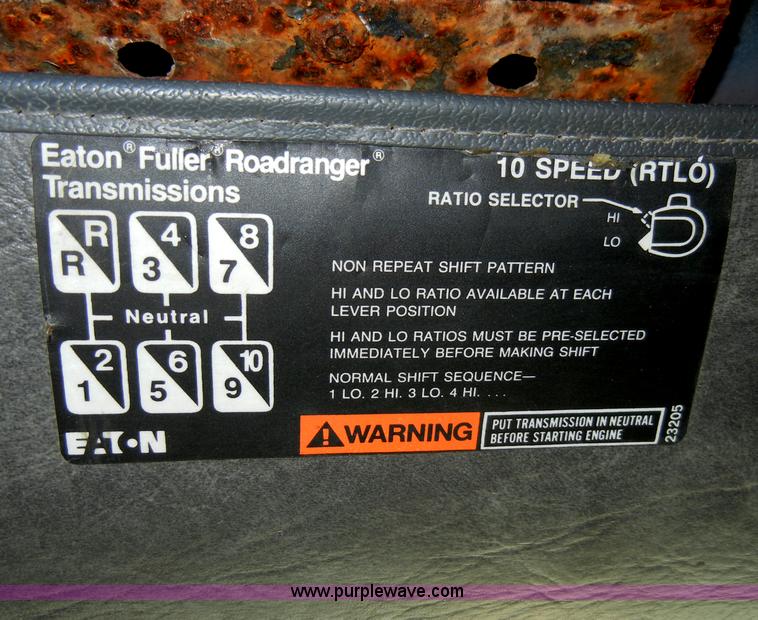 Eaton® Fuller® Roadranger®
Transmissions
10 SPEED (RTLO)
RATIO SELECTOR
HI
LO
R R
3 4
7 8
Neutral
1 2
5 6
9 10
NON REPEAT SHIFT PATTERN
HI AND LO RATIO AVAILABLE AT EACH
LEVER POSITION
HI AND LO RATIOS MUST BE PRE-SELECTED
IMMEDIATELY BEFORE MAKING SHIFT
NORMAL SHIFT SEQUENCE—
1 LO. 2 HI. 3 LO. 4 HI. . . .
EATON
WARNING
PUT TRANSMISSION IN NEUTRAL
BEFORE STARTING ENGINE
23205
www.purplewave.com